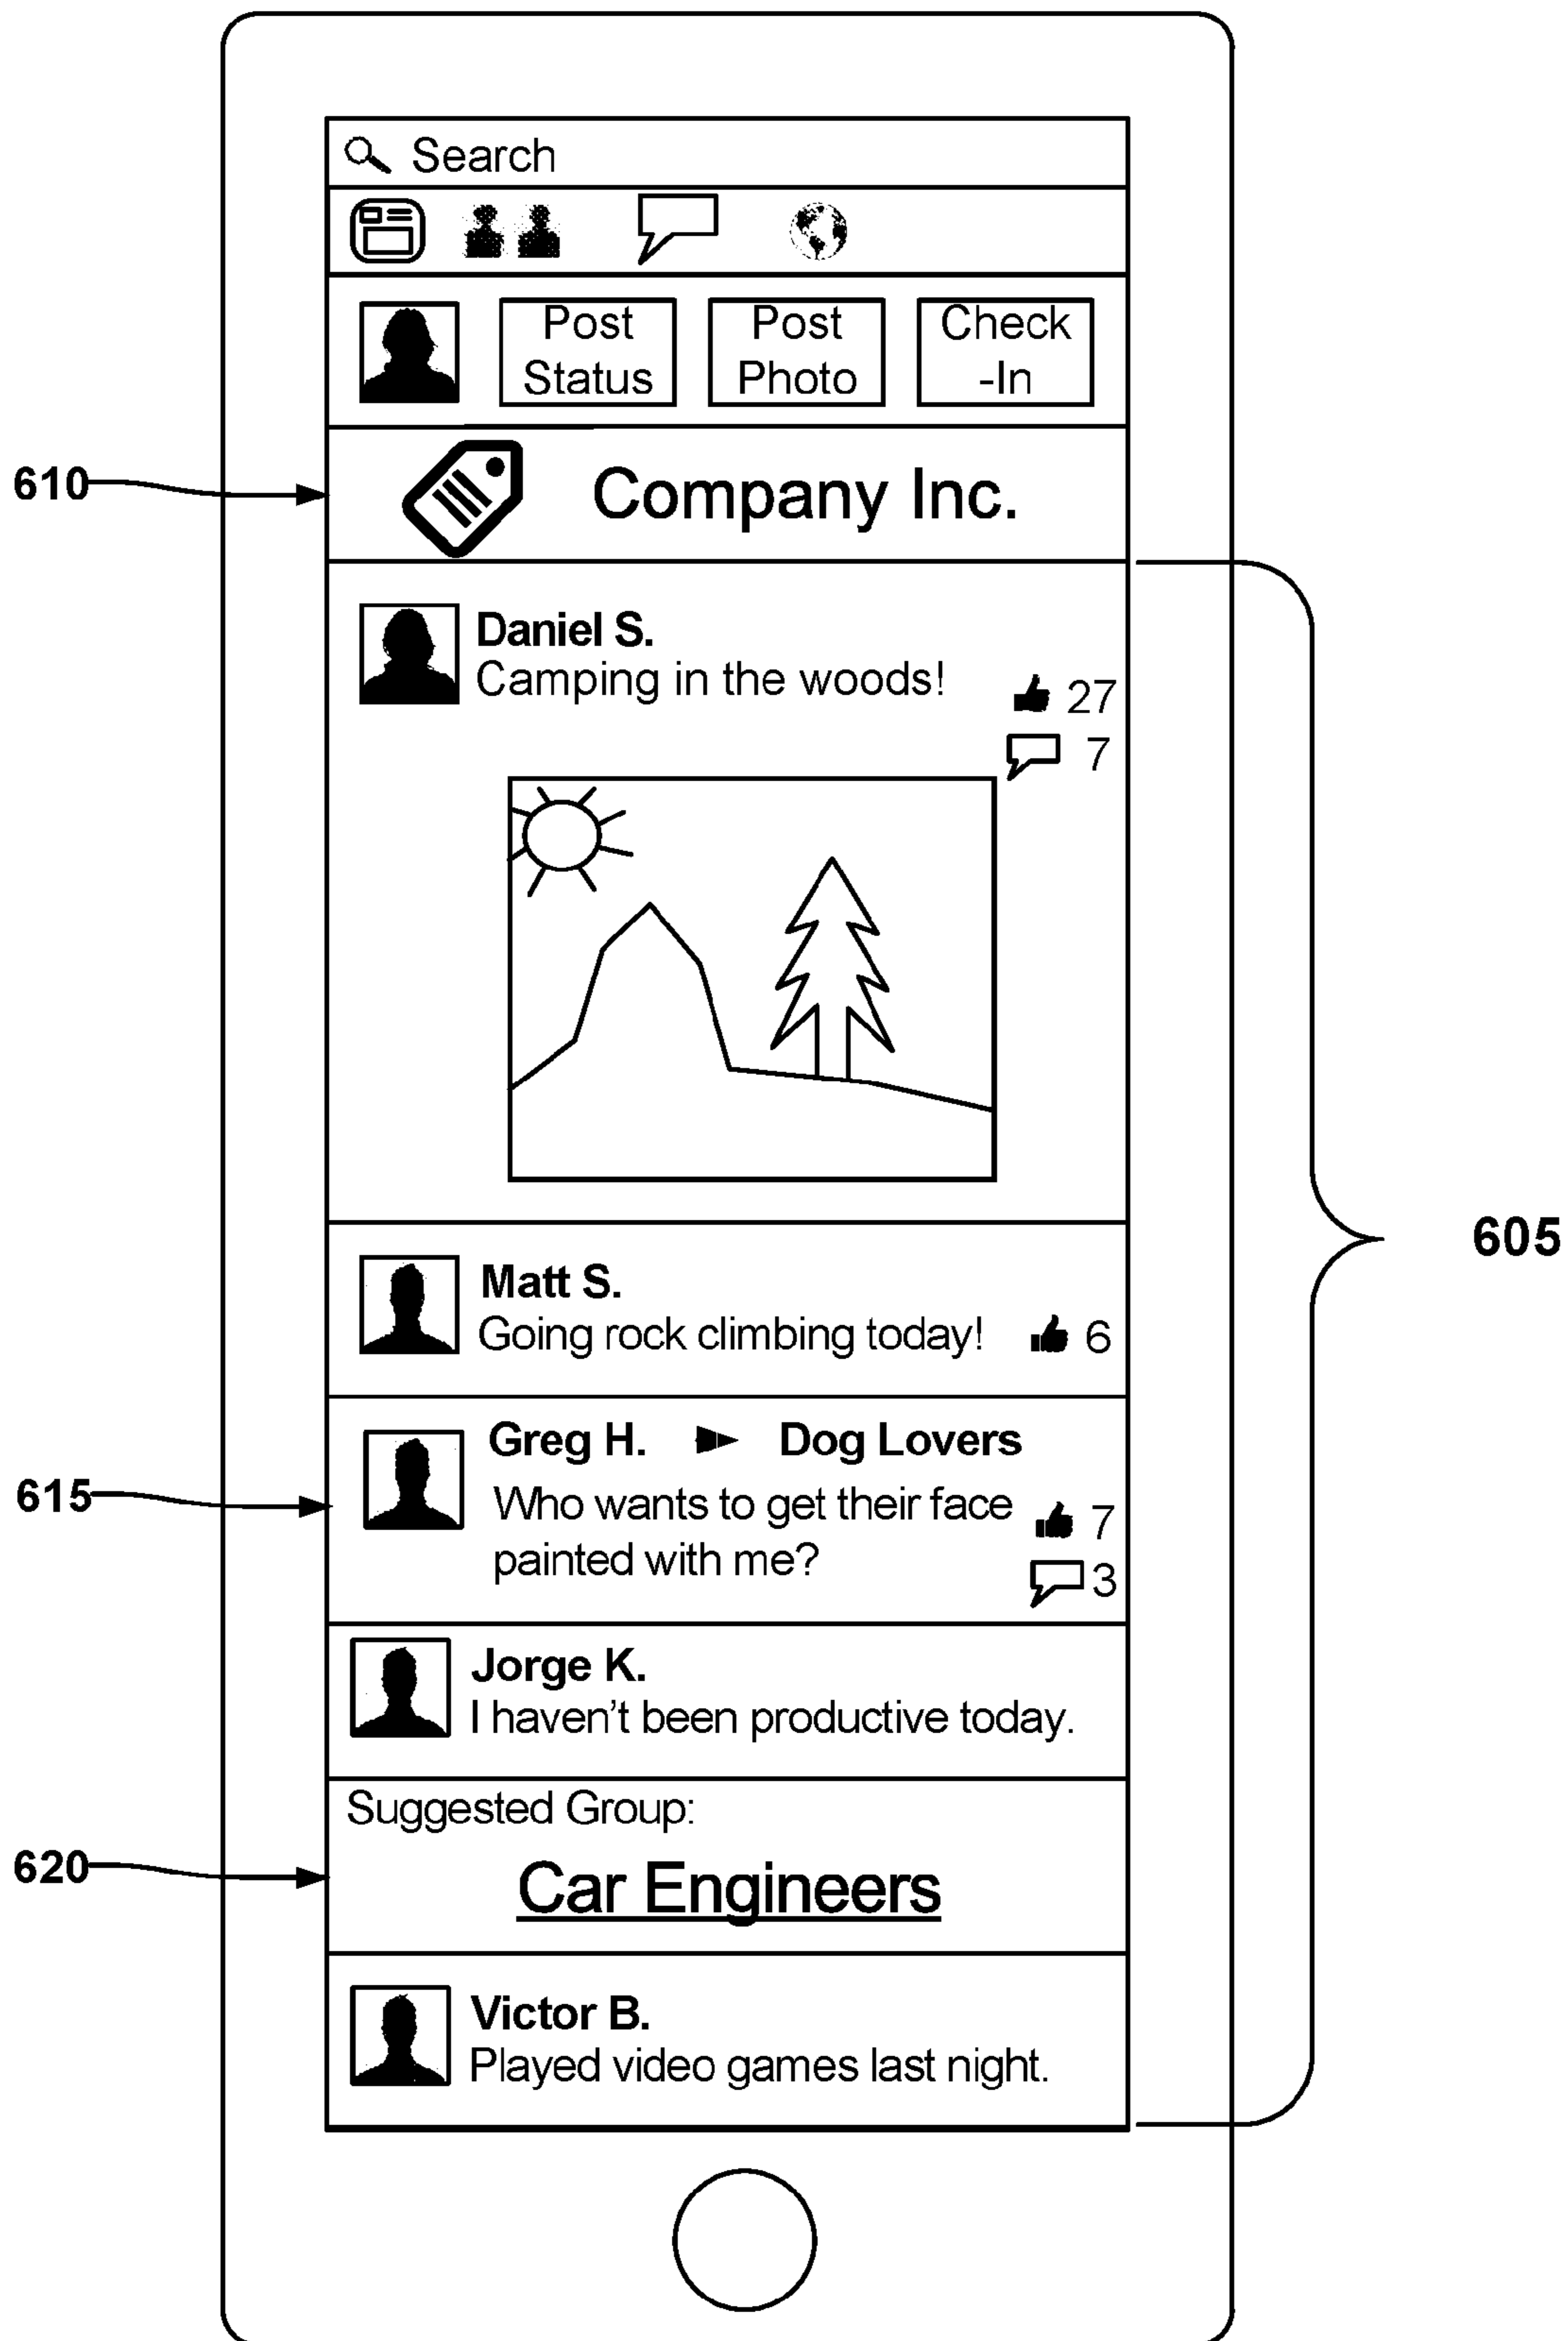 Search
Post Status
Post Photo
Check-In
610
Company Inc.
Daniel S.
Camping in the woods!
27
7
605
Matt S.
Going rock climbing today!
6
Greg H.
Dog Lovers
615
Who wants to get their face
painted with me?
7
3
Jorge K.
I haven't been productive today.
Suggested Group:
620
Car Engineers
Victor B.
Played video games last night.